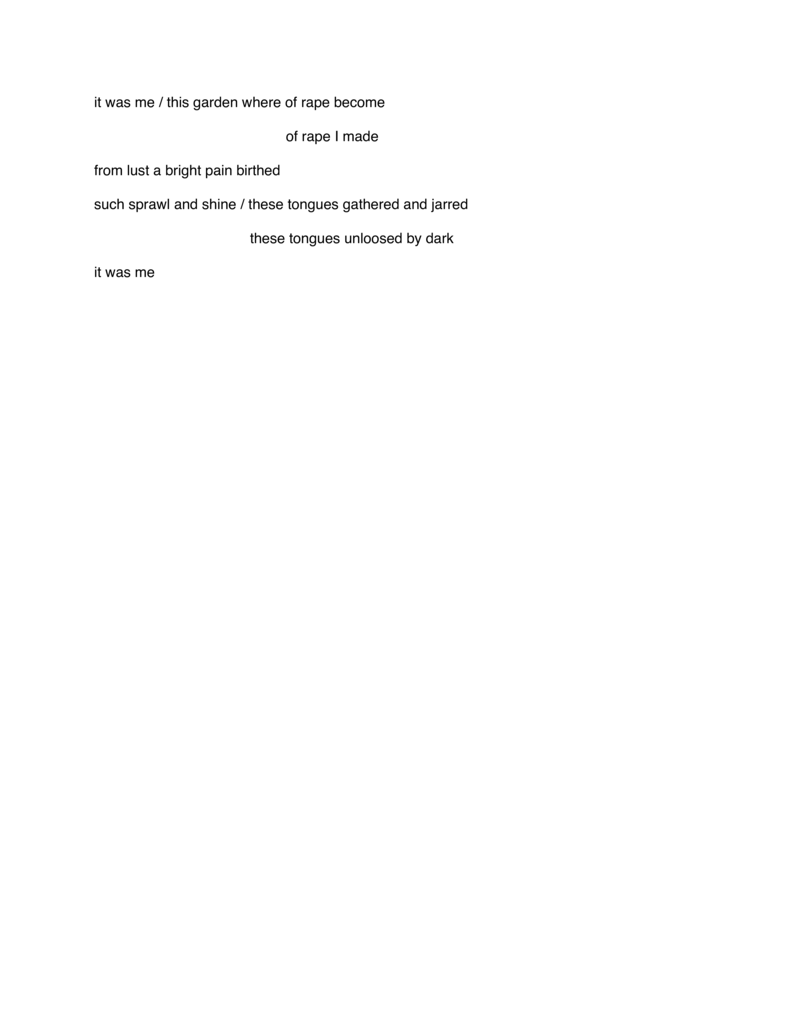 it was me / this garden where of rape become
of rape I made
from lust a bright pain birthed
such sprawl and shine / these tongues gathered and jarred
these tongues unloosed by dark
it was me